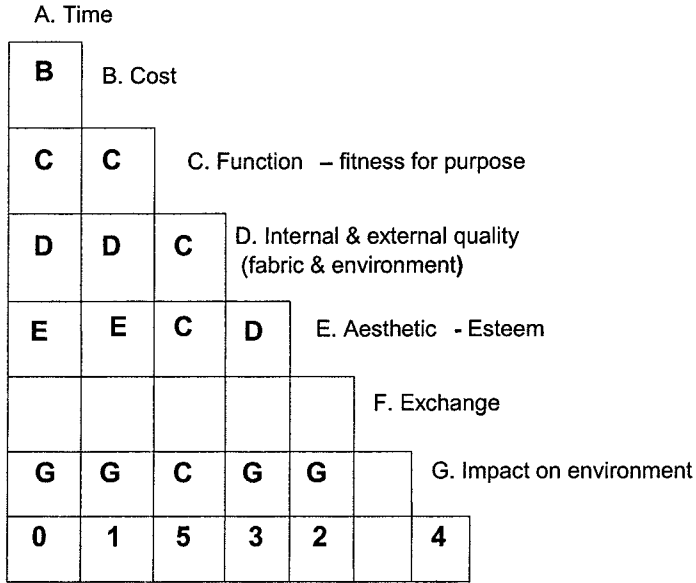 A. Time
B B. Cost
C C C. Function – fitness for purpose
D D C D. Internal & external quality
(fabric & environment)
E E C D E. Aesthetic - Esteem
F. Exchange
G G C G G G. Impact on environment
0 1 5 3 2 4